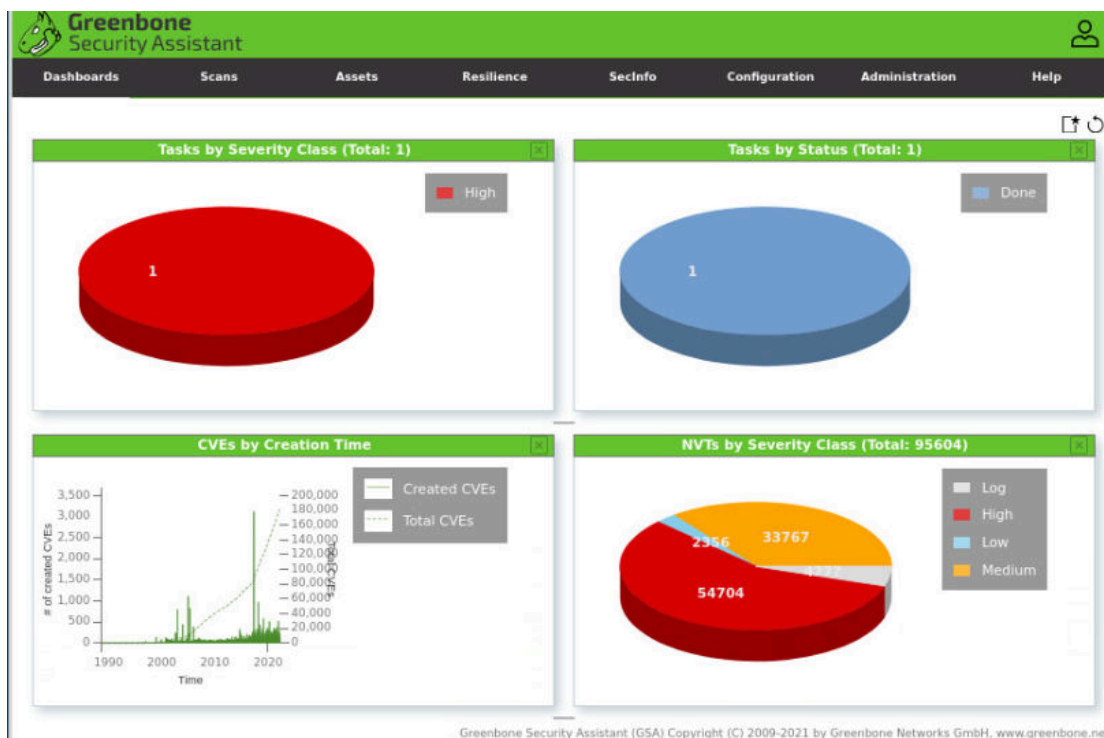 Greenbone
Security Assistant
Dashboards Scans Assets Resilience SecInfo Configuration Administration Help
Tasks by Severity Class (Total: 1)
High
1
Tasks by Status (Total: 1)
Done
1
CVEs by Creation Time
Created CVEs
Total CVEs
3,500
3,000
2,500
2,000
1,500
1,000
500
0
# of created CVEs
200,000
180,000
160,000
140,000
120,000
100,000
80,000
60,000
40,000
20,000
0
Total CVEs
1990 2000 2010 2020
Time
NVTs by Severity Class (Total: 95604)
Log
High
Low
Medium
2356
33767
54704
Greenbone Security Assistant (GSA) Copyright (C) 2009-2021 by Greenbone Networks GmbH, www.greenbone.ne